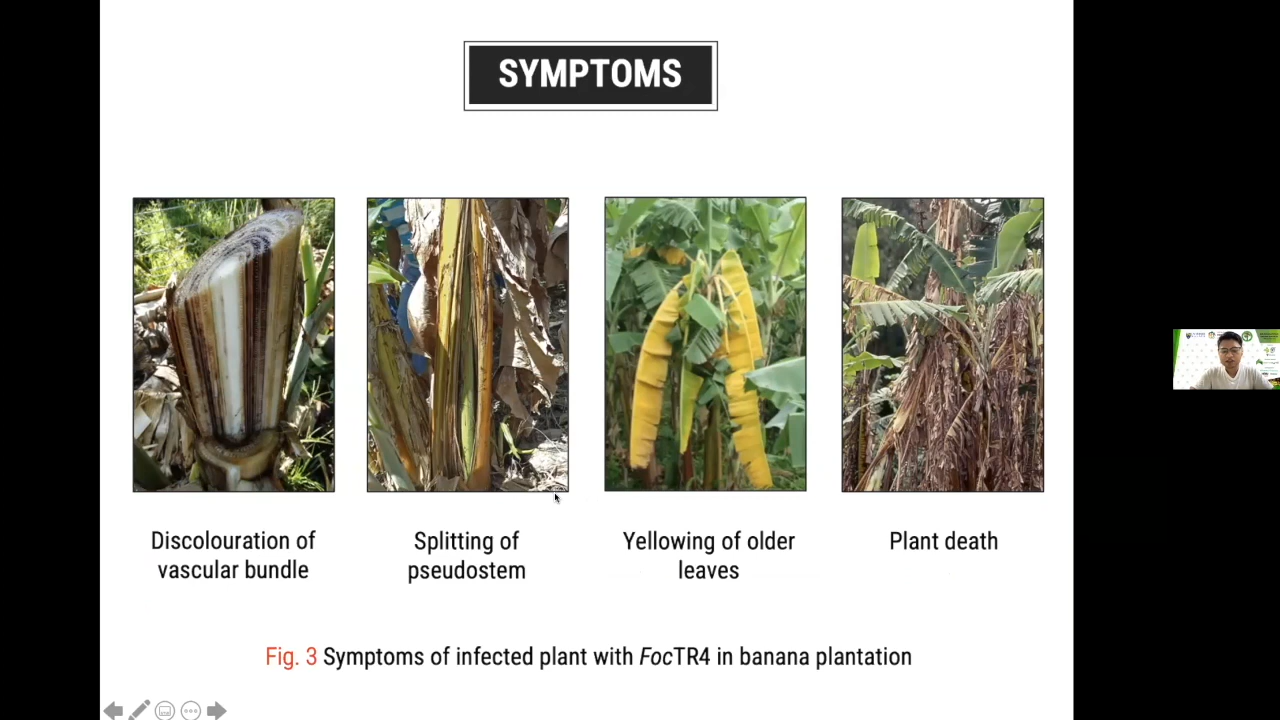 SYMPTOMS
Discolouration of
vascular bundle
Splitting of
pseudostem
Yellowing of older
leaves
Plant death
Fig. 3 Symptoms of infected plant with FocTR4 in banana plantation